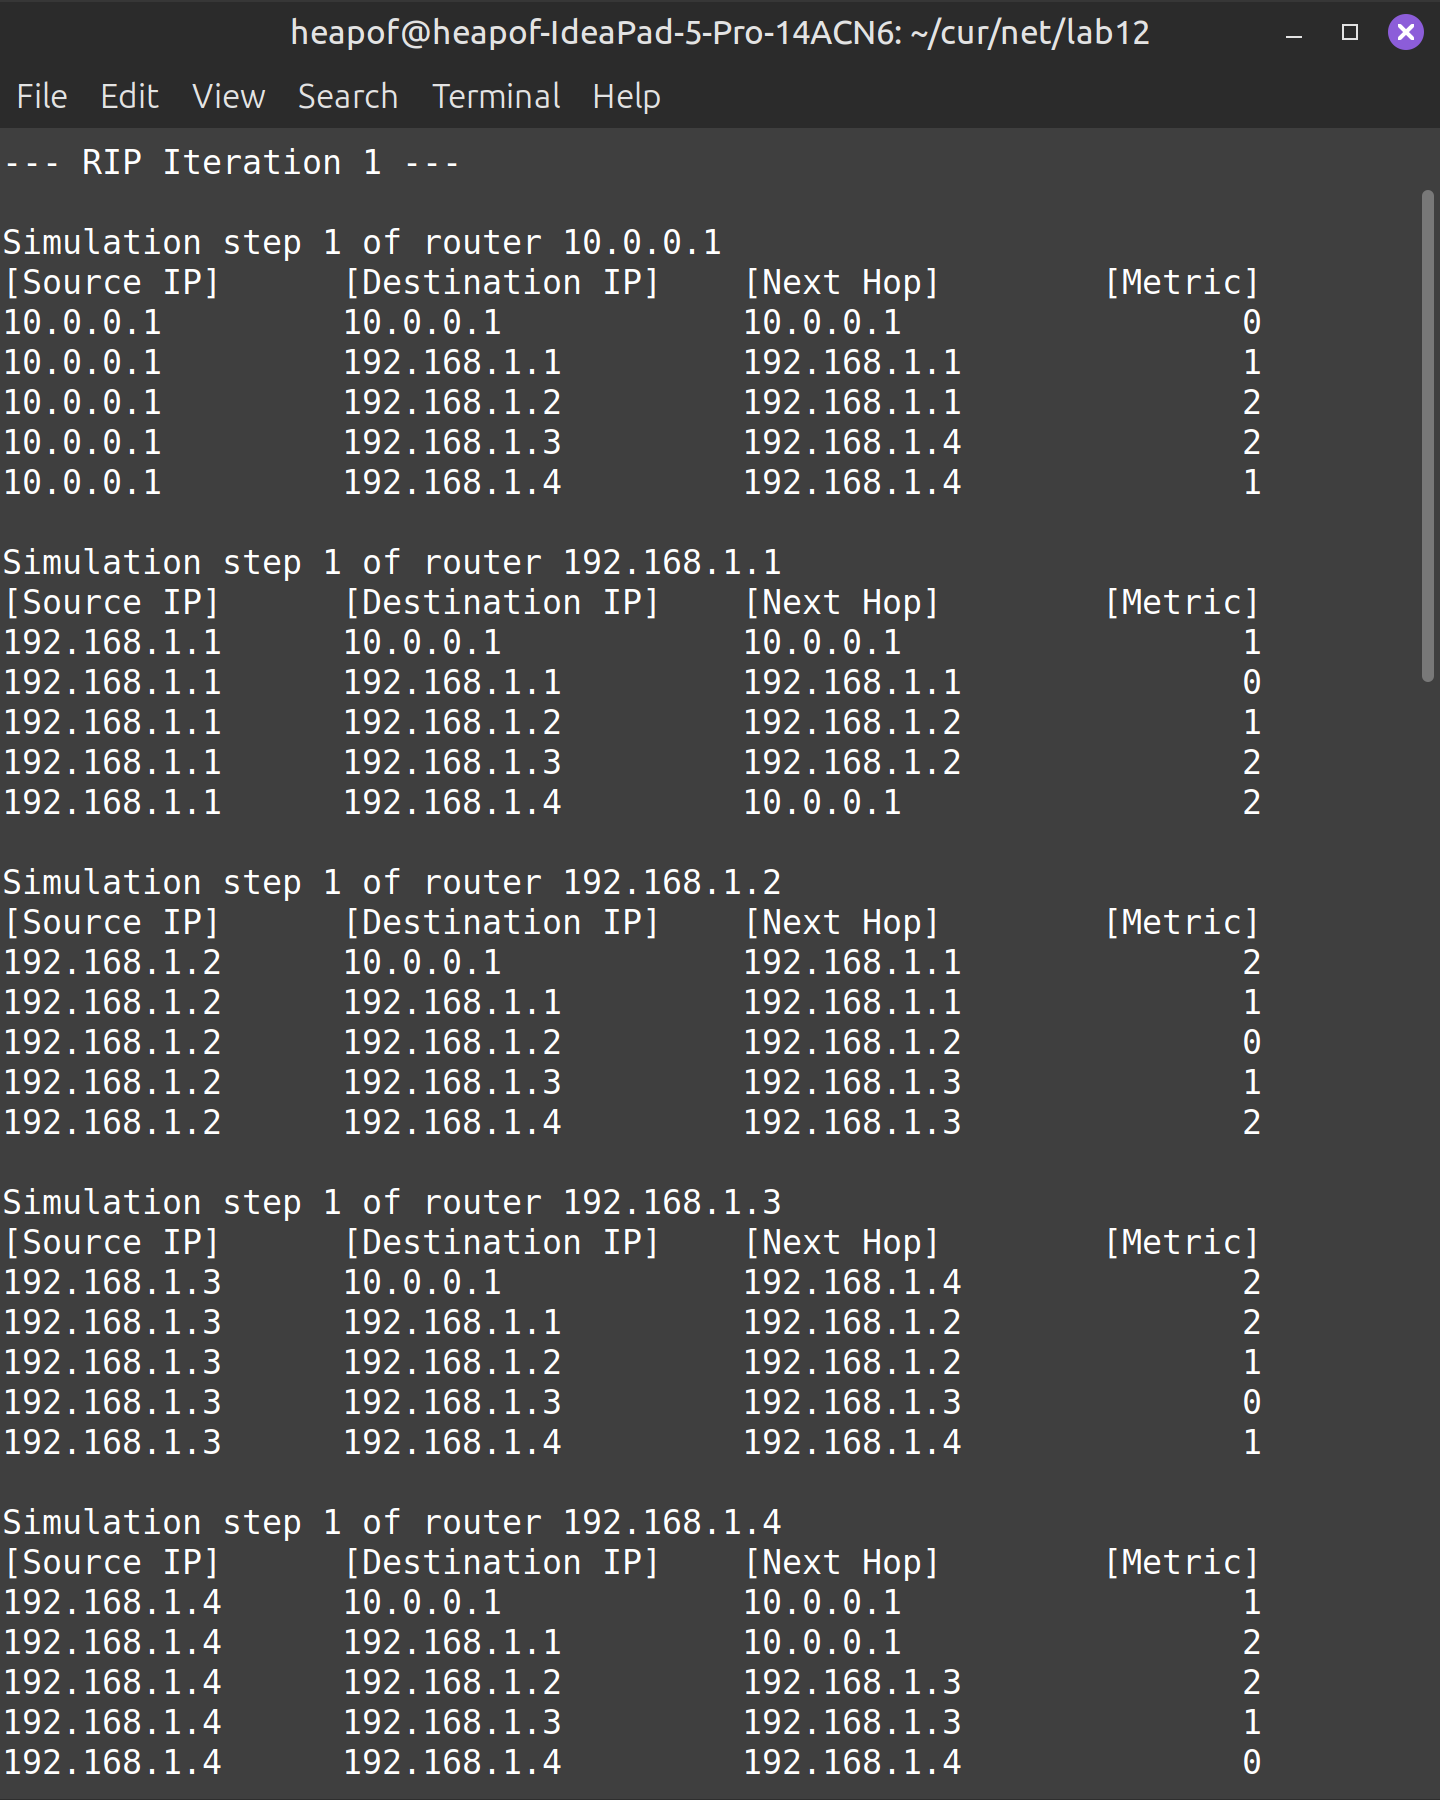 heapof@heapof-IdeaPad-5-Pro-14ACN6: ~/cur/net/lab12
File Edit View Search Terminal Help
--- RIP Iteration 1 ---
Simulation step 1 of router 10.0.0.1
[Source IP] [Destination IP] [Next Hop] [Metric]
10.0.0.1 10.0.0.1 10.0.0.1 0
10.0.0.1 192.168.1.1 192.168.1.1 1
10.0.0.1 192.168.1.2 192.168.1.1 2
10.0.0.1 192.168.1.3 192.168.1.4 2
10.0.0.1 192.168.1.4 192.168.1.4 1
Simulation step 1 of router 192.168.1.1
[Source IP] [Destination IP] [Next Hop] [Metric]
192.168.1.1 10.0.0.1 10.0.0.1 1
192.168.1.1 192.168.1.1 192.168.1.1 0
192.168.1.1 192.168.1.2 192.168.1.2 1
192.168.1.1 192.168.1.3 192.168.1.2 2
192.168.1.1 192.168.1.4 10.0.0.1 2
Simulation step 1 of router 192.168.1.2
[Source IP] [Destination IP] [Next Hop] [Metric]
192.168.1.2 10.0.0.1 192.168.1.1 2
192.168.1.2 192.168.1.1 192.168.1.1 1
192.168.1.2 192.168.1.2 192.168.1.2 0
192.168.1.2 192.168.1.3 192.168.1.3 1
192.168.1.2 192.168.1.4 192.168.1.3 2
Simulation step 1 of router 192.168.1.3
[Source IP] [Destination IP] [Next Hop] [Metric]
192.168.1.3 10.0.0.1 192.168.1.4 2
192.168.1.3 192.168.1.1 192.168.1.2 2
192.168.1.3 192.168.1.2 192.168.1.2 1
192.168.1.3 192.168.1.3 192.168.1.3 0
192.168.1.3 192.168.1.4 192.168.1.4 1
Simulation step 1 of router 192.168.1.4
[Source IP] [Destination IP] [Next Hop] [Metric]
192.168.1.4 10.0.0.1 10.0.0.1 1
192.168.1.4 192.168.1.1 10.0.0.1 2
192.168.1.4 192.168.1.2 192.168.1.3 2
192.168.1.4 192.168.1.3 192.168.1.3 1
192.168.1.4 192.168.1.4 192.168.1.4 0